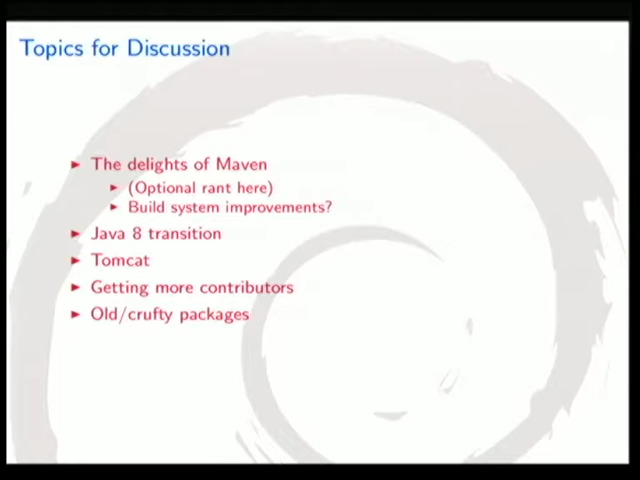 Topics for Discussion
The delights of Maven
(Optional rant here)
Build system improvements?
Java 8 transition
Tomcat
Getting more contributors
Old/crufty packages